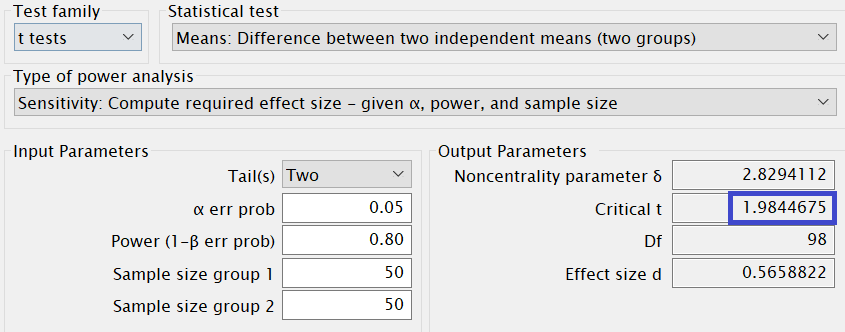 Test family
Statistical test
t tests
Means: Difference between two independent means (two groups)
Type of power analysis
Sensitivity: Compute required effect size – given α, power, and sample size
Input Parameters
Tail(s) Two
α err prob 0.05
Power (1–β err prob) 0.80
Sample size group 1 50
Sample size group 2 50
Output Parameters
Noncentrality parameter δ 2.8294112
Critical t 1.9844675
Df 98
Effect size d 0.5658822